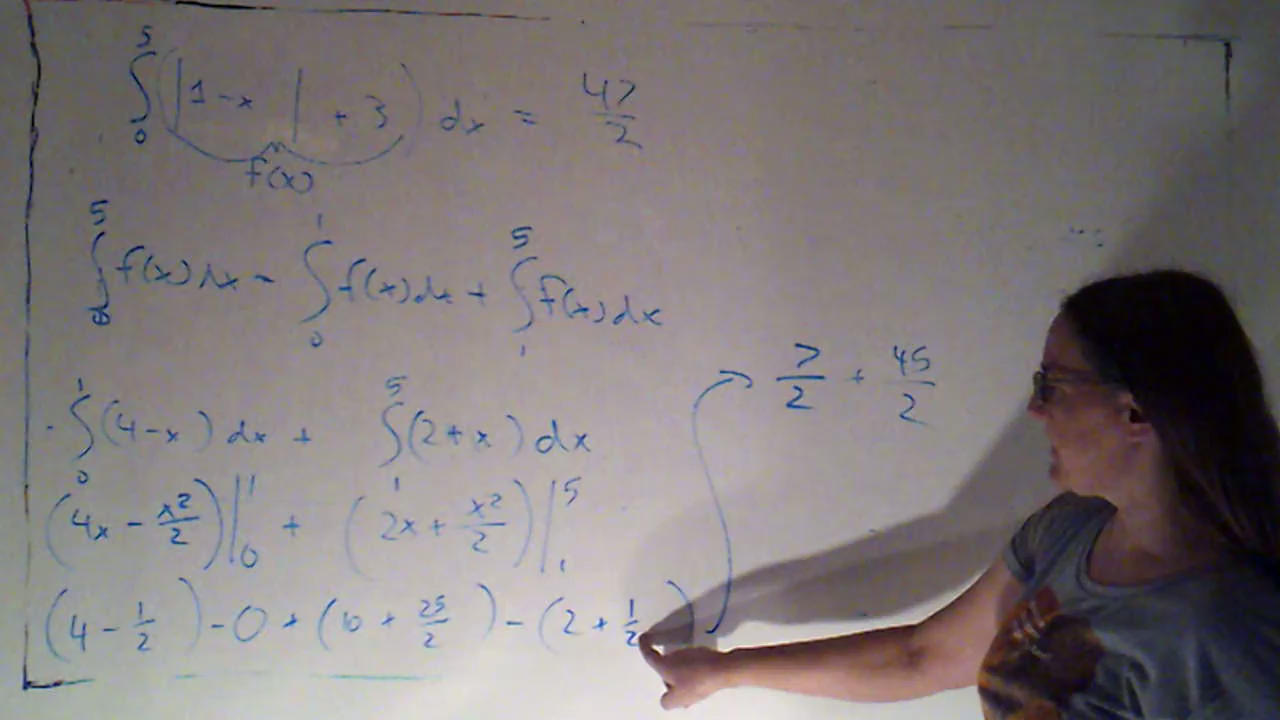 ∫₀⁵ (|1-x| + 3) dx = 47/2
f(x)
∫₀⁵ f(x) dx = ∫₀¹ f(x) dx + ∫₁⁵ f(x) dx
∫₀¹ (4-x) dx + ∫₁⁵ (2+x) dx
(4x - x²/2)|₀¹ + (2x + x²/2)|₁⁵
(4 - 1/2) - 0 + (10 + 25/2) - (2 + 1/2)
7/2 + 45/2